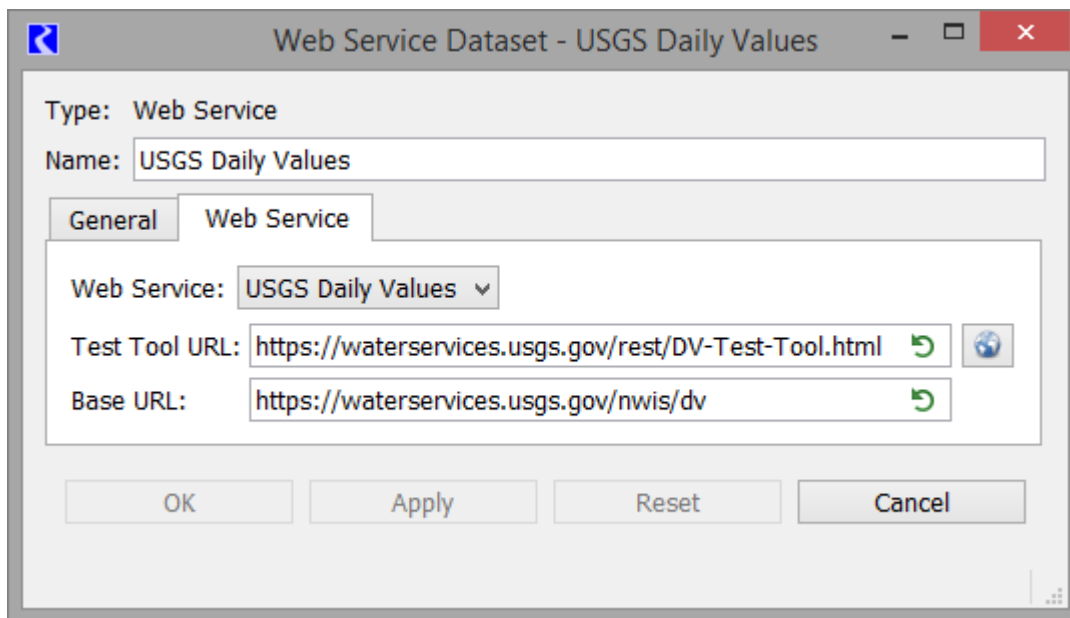 Web Service Dataset - USGS Daily Values
Type: Web Service
Name: USGS Daily Values
General Web Service
Web Service: USGS Daily Values
Test Tool URL: https://waterservices.usgs.gov/rest/DV-Test-Tool.html
Base URL: https://waterservices.usgs.gov/nwis/dv
OK Apply Reset Cancel